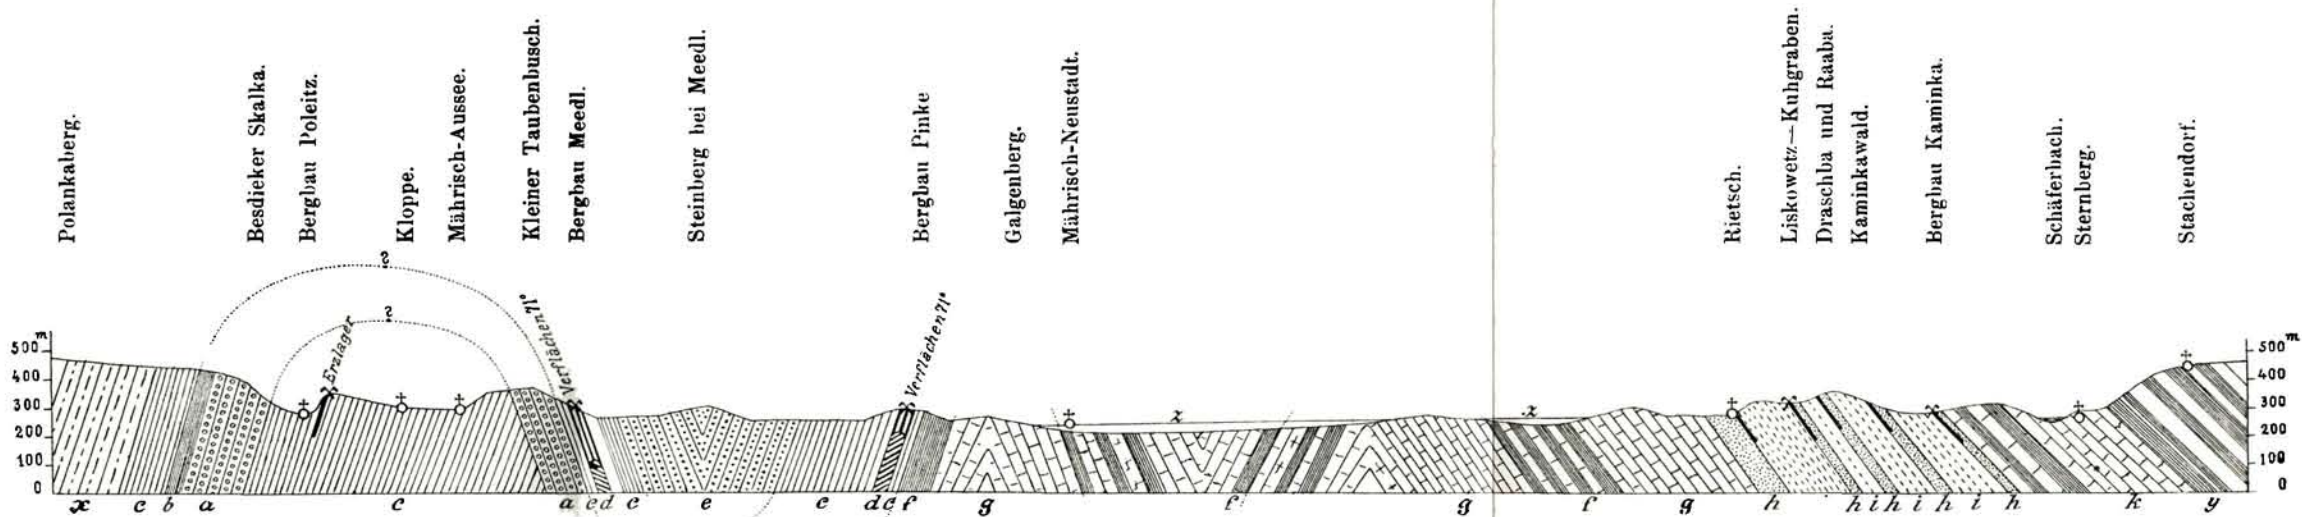 Polankaberg.
Besdieker Skalka.
Bergbau Poleitz.
Kloppe.
Mährisch-Aussee.
Kleiner Taubenbusch.
Bergbau Meedl.
Steinberg bei Meedl.
Bergbau Pinke
Galgenberg.
Mährisch-Neustadt.
Rietsch.
Liskowetz—Kuhgraben.
Draschba und Raaba.
Kaminkawald.
Bergbau Kaminka.
Schäferbach.
Sternberg.
Stachendorf.
?
?
Erzlager
Verflächen 71°
Verflächen 71°
500 m
400
300
200
100
0
z
x
500 m
400
300
200
100
0
x c b a c a e d c e c d c f g f g f g h h i h i h i h k y